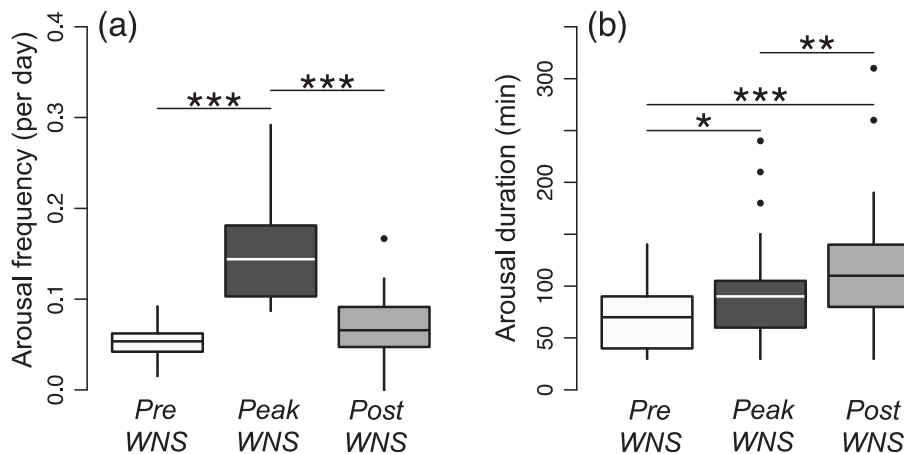 (a)
Arousal frequency (per day)
0.4
0.3
0.2
0.1
0.0
***
***
Pre WNS
Peak WNS
Post WNS
(b)
Arousal duration (min)
300
200
100
50
0
**
***
*
Pre WNS
Peak WNS
Post WNS